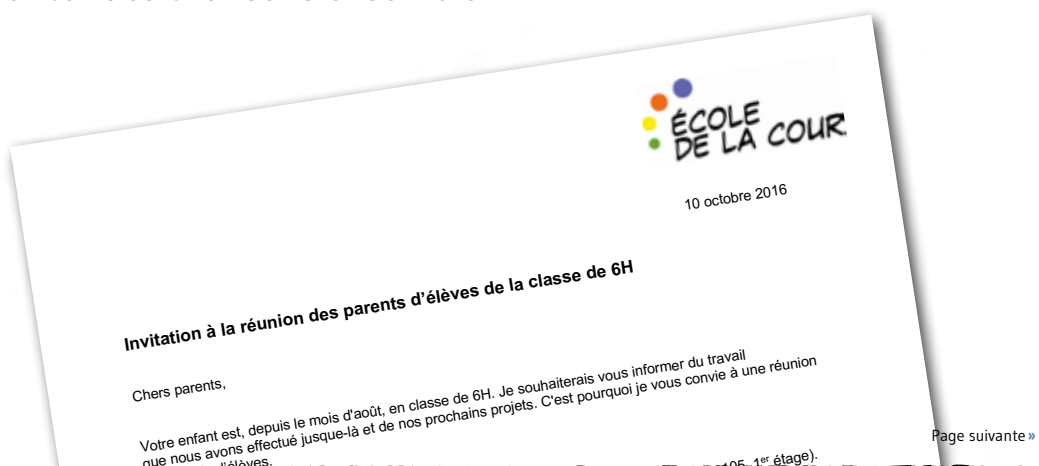 ÉCOLE
DE LA COUR
10 octobre 2016
Invitation à la réunion des parents d'élèves de la classe de 6H
Chers parents,
Votre enfant est, depuis le mois d'août, en classe de 6H. Je souhaiterais vous informer du travail
que nous avons effectué jusque-là et de nos prochains projets. C'est pourquoi je vous convie à une réunion
d'élèves.
105, 1er étage).
Page suivante »